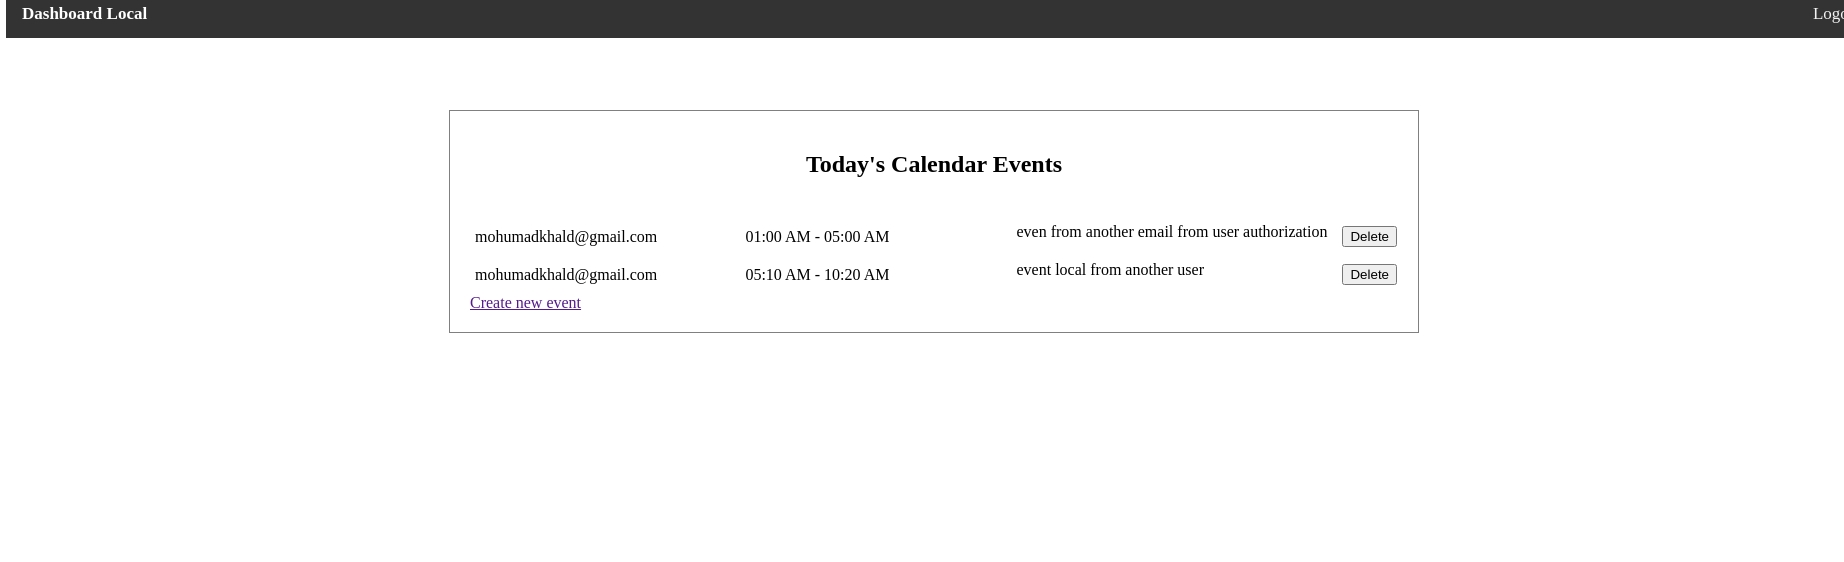 Dashboard Local
Logo
Today's Calendar Events
mohumadkhald@gmail.com 01:00 AM - 05:00 AM even from another email from user authorization Delete
mohumadkhald@gmail.com 05:10 AM - 10:20 AM event local from another user Delete
Create new event